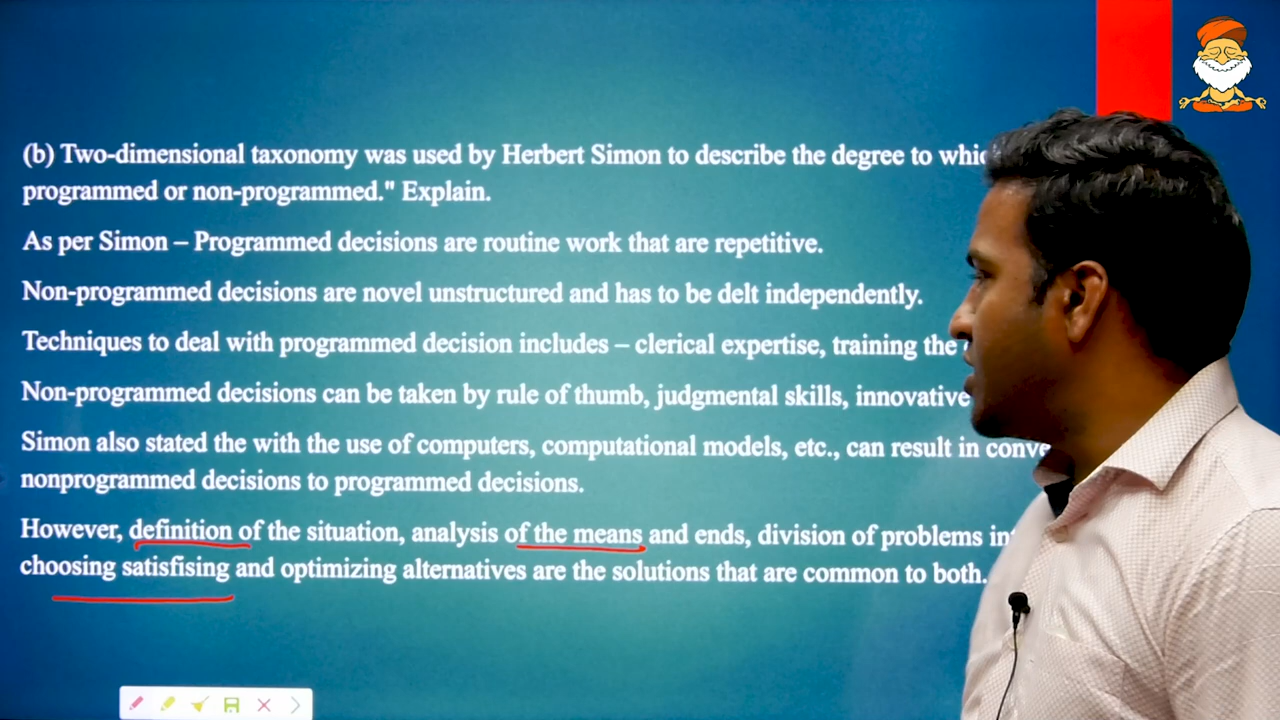 (b) Two-dimensional taxonomy was used by Herbert Simon to describe the degree to
programmed or non-programmed." Explain.
As per Simon – Programmed decisions are routine work that are repetitive.
Non-programmed decisions are novel unstructured and has to be delt independently.
Techniques to deal with programmed decision includes – clerical expertise, training the
Non-programmed decisions can be taken by rule of thumb, judgmental skills, innovative
Simon also stated the with the use of computers, computational models, etc., can result in
nonprogrammed decisions to programmed decisions.
However, definition of the situation, analysis of the means and ends, division of problems
choosing satisfising and optimizing alternatives are the solutions that are common to both.